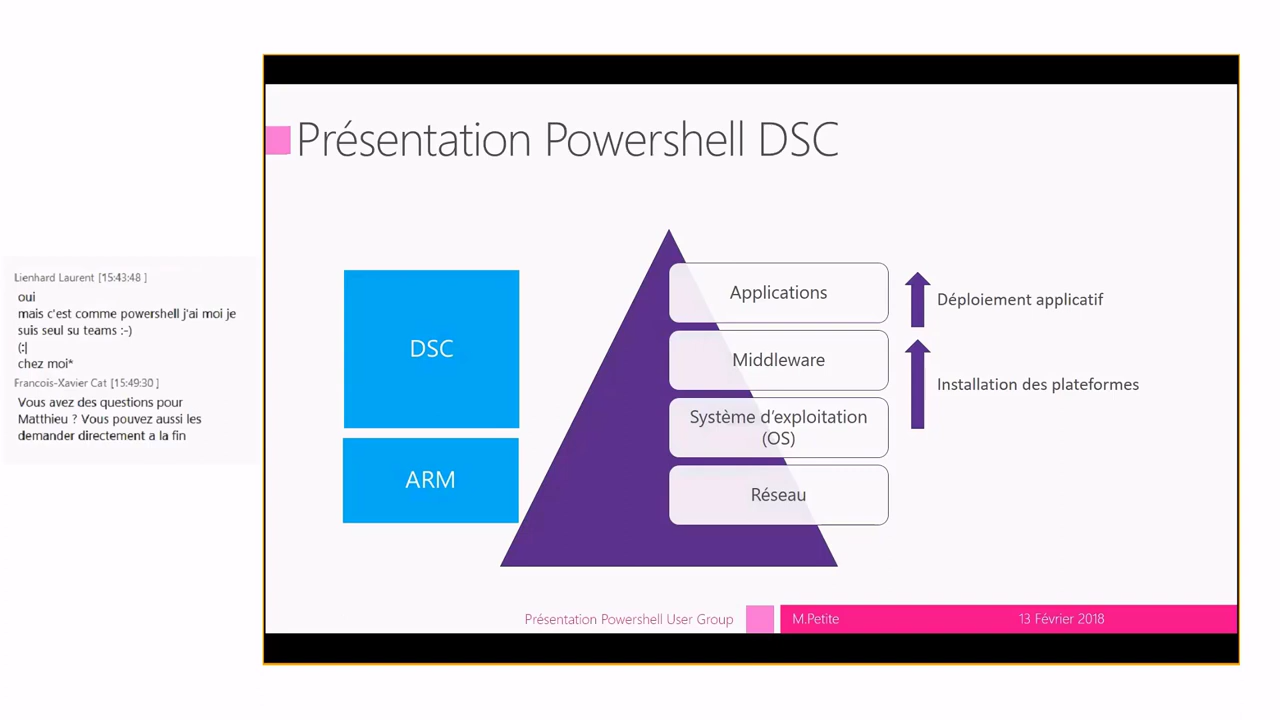 Lienhard Laurent [15:43:48 ]
oui
mais c'est comme powershell j'ai moi je
suis seul su teams :-)
(:|
chez moi*
Francois-Xavier Cat [15:49:30 ]
Vous avez des questions pour
Matthieu ? Vous pouvez aussi les
demander directement a la fin
Présentation Powershell DSC
DSC
ARM
Applications
Middleware
Système d'exploitation
(OS)
Réseau
Déploiement applicatif
Installation des plateformes
Présentation Powershell User Group
M.Petite
13 Février 2018